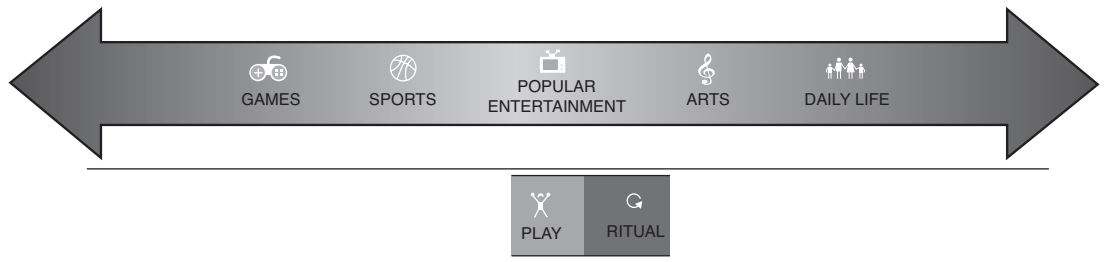 GAMES
SPORTS
POPULAR
ENTERTAINMENT
ARTS
DAILY LIFE
PLAY
RITUAL